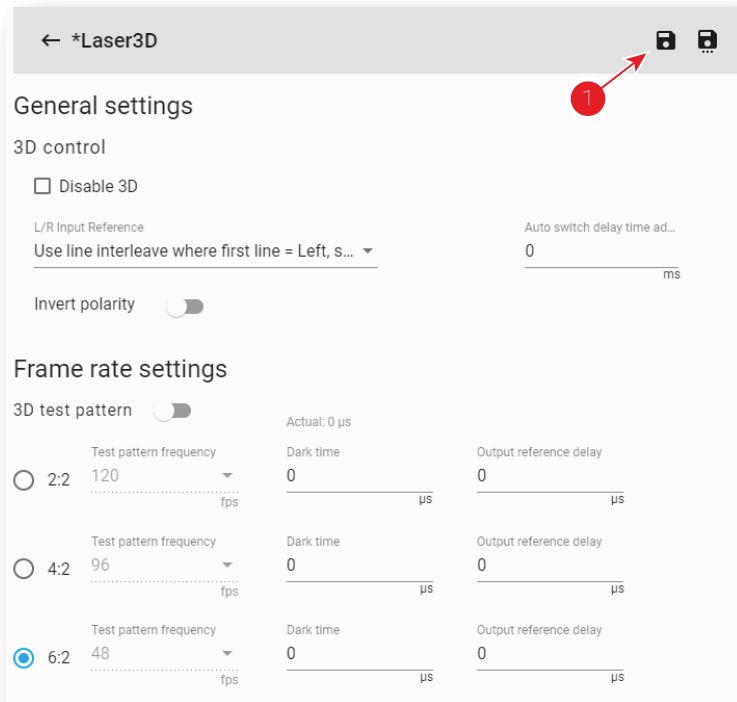 ← *Laser3D
1
General settings
3D control
Disable 3D
L/R Input Reference Auto switch delay time ad...
Use line interleave where first line = Left, s... 0
ms
Invert polarity
Frame rate settings
3D test pattern
Actual: 0 µs
Test pattern frequency Dark time Output reference delay
2:2 120 0 0
fps µs µs
Test pattern frequency Dark time Output reference delay
4:2 96 0 0
fps µs µs
Test pattern frequency Dark time Output reference delay
6:2 48 0 0
fps µs µs